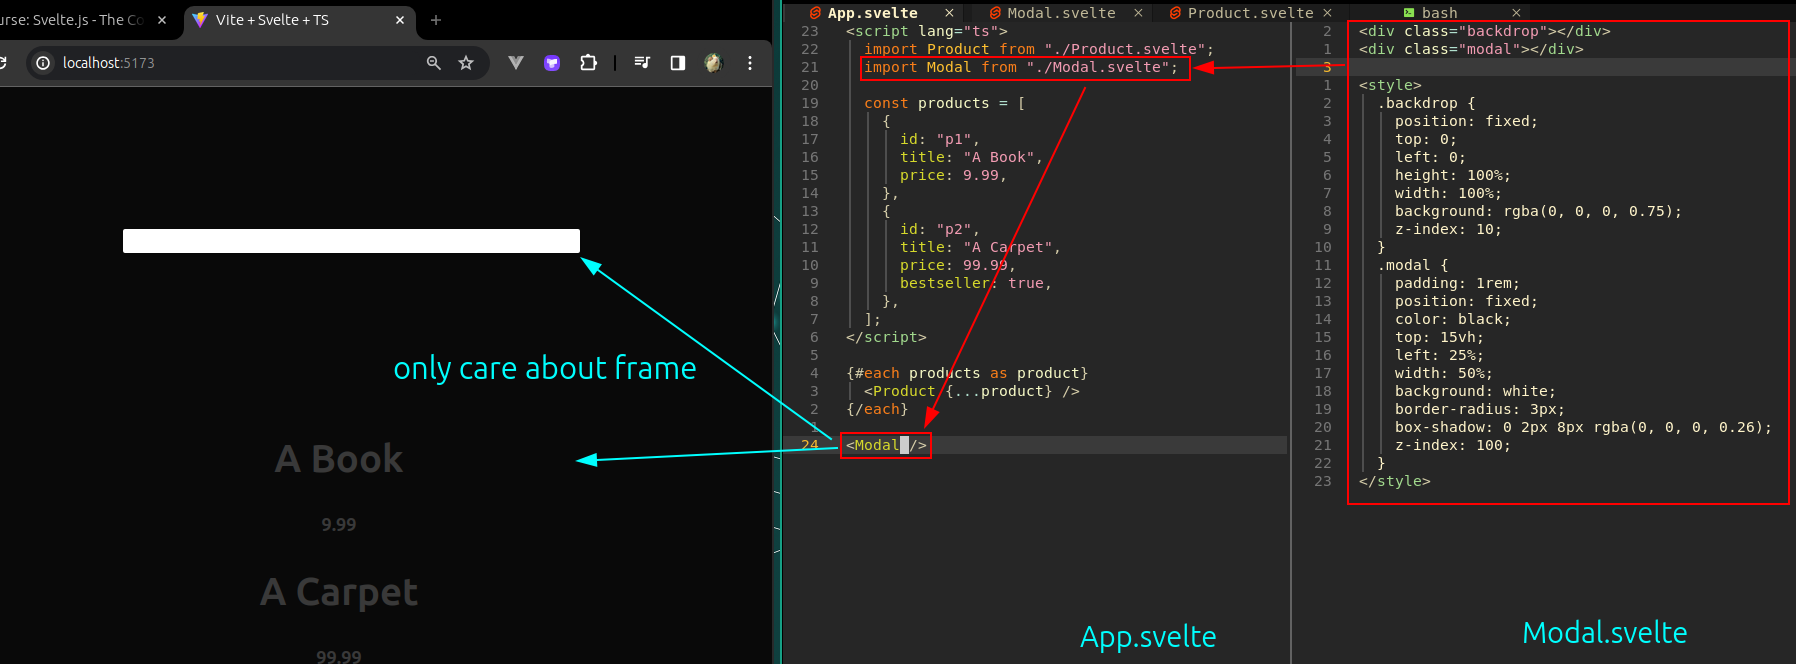 urse: Svelte.Js - The Co
Vite + Svelte + TS
localhost:5173
only care about frame
A Book
9.99
A Carpet
99.99
App.svelte
Modal.svelte
Product.svelte
bash
23 <script lang="ts">
22 import Product from "./Product.svelte";
21 import Modal from "./Modal.svelte";
20
19 const products = [
18 {
17 id: "p1",
16 title: "A Book",
15 price: 9.99,
14 },
13 {
12 id: "p2",
11 title: "A Carpet",
10 price: 99.99,
9 bestseller: true,
8 },
7 ];
6 </script>
5
4 {#each products as product}
3 <Product {...product} />
2 {/each}
1
24 <Modal />
App.svelte
2 <div class="backdrop"></div>
1 <div class="modal"></div>
3
1 <style>
2 .backdrop {
3 position: fixed;
4 top: 0;
5 left: 0;
6 height: 100%;
7 width: 100%;
8 background: rgba(0, 0, 0, 0.75);
9 z-index: 10;
10 }
11 .modal {
12 padding: 1rem;
13 position: fixed;
14 color: black;
15 top: 15vh;
16 left: 25%;
17 width: 50%;
18 background: white;
19 border-radius: 3px;
20 box-shadow: 0 2px 8px rgba(0, 0, 0, 0.26);
21 z-index: 100;
22 }
23 </style>
Modal.svelte